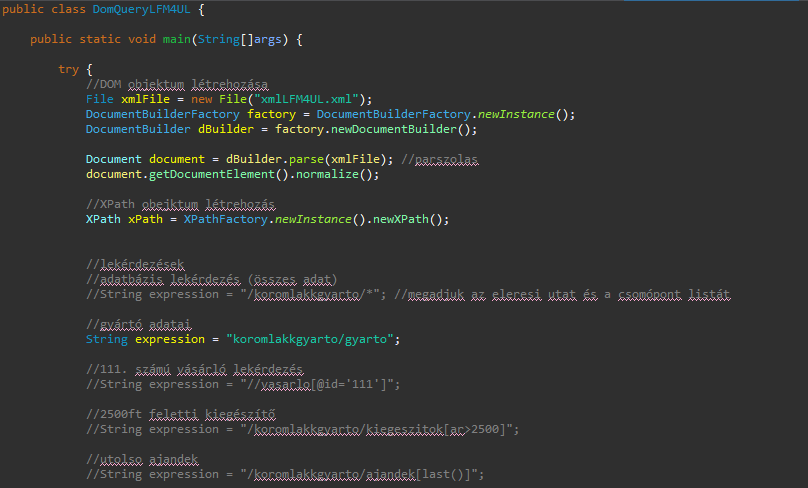 public class DomQueryLFM4UL {
public static void main(String[]args) {
try {
//DOM objektum létrehozása
File xmlFile = new File("xmlLFM4UL.xml");
DocumentBuilderFactory factory = DocumentBuilderFactory.newInstance();
DocumentBuilder dBuilder = factory.newDocumentBuilder();
Document document = dBuilder.parse(xmlFile); //parszolas
document.getDocumentElement().normalize();
//XPath obejktum létrehozás
XPath xPath = XPathFactory.newInstance().newXPath();
//lekérdezések
//adatbázis lekérdezés (összes adat)
//String expression = "/koromlakkgyarto/*"; //megadjuk az eleresi utat és a csomópont listát
//gyártó adatai
String expression = "koromlakkgyarto/gyarto";
//111. számú vásárló lekérdezés
//String expression = "//vasarlo[@id='111']";
//2500ft feletti kiegészítő
//String expression = "/koromlakkgyarto/kiegeszitok[ar>2500]";
//utolso ajandek
//String expression = "/koromlakkgyarto/ajandek[last()]";